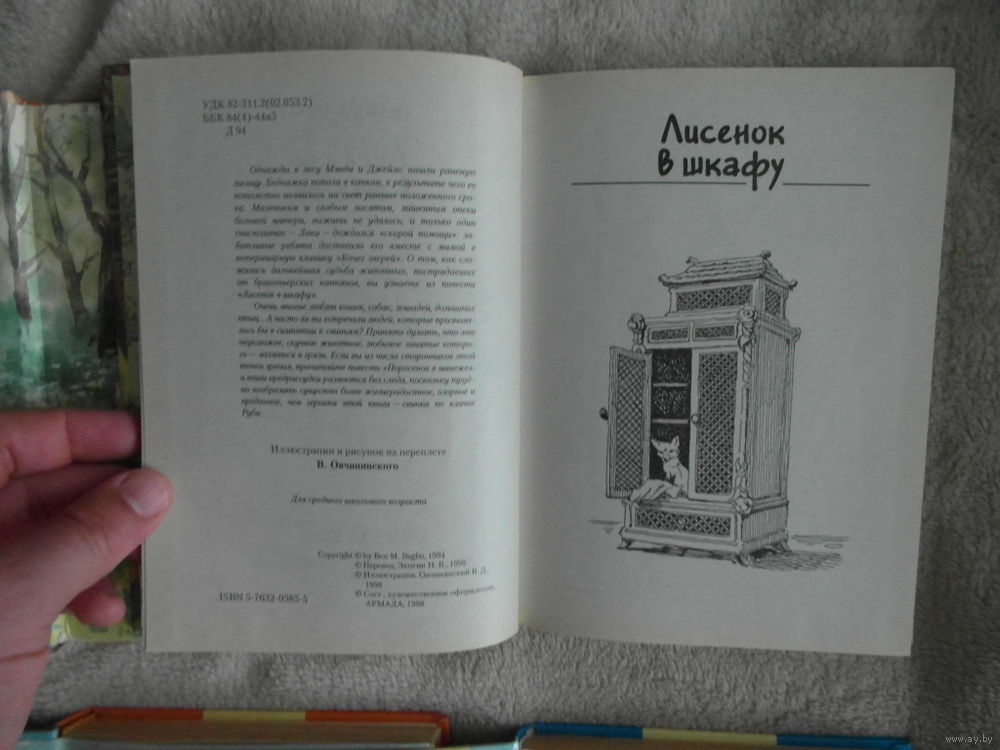 УДК 82-311.2(02.053.2)
ББК 84(4)-44я5
Д 94
Однажды в лесу Мэнди и Джеймс нашли раненую
лисицу. Бедняжка попала в капкан, в результате чего ее
потомство появилось на свет раньше положенного сро-
ка. Маленьким и слабым лисятам, лишенным опеки
больной матери, выжить не удалось, и только один
счастливчик — Лаки — дождался «скорой помощи»: за-
ботливые ребята доставили его вместе с мамой в
ветеринарную клинику «Ковчег зверей». О том, как сло-
жилась дальнейшая судьба животных, пострадавших
от браконьерских капканов, вы узнаете из повести
«Лисенок в шкафу».
Очень многие любят кошек, собак, лошадей, домашних
птиц... А часто ли вы встречали людей, которые признава-
лись бы в симпатии к свиньям? Принято думать, что это
неуклюжее, скучное животное, любимое занятие которо-
го — валяться в грязи. Если вы из числа сторонников этой
точки зрения, прочитайте повесть «Поросенок в манеже» —
и ваши предрассудки развеются без следа, поскольку труд-
но вообразить существо более жизнерадостное, озорное и
преданное, чем героиня этой книги — свинка по кличке
Руби.
Иллюстрации и рисунок на переплете
В. Овчининского
Для среднего школьного возраста
Copyright © by Ben M. Baglio, 1994
© Перевод, Н. В., 1998
© Иллюстрации, Овчининский В. Д.,
1998
© Сост., художественное оформление,
АРМАДА, 1998
ISBN 5-7632-0585-5
Лисенок
в шкафу
www.ay.by